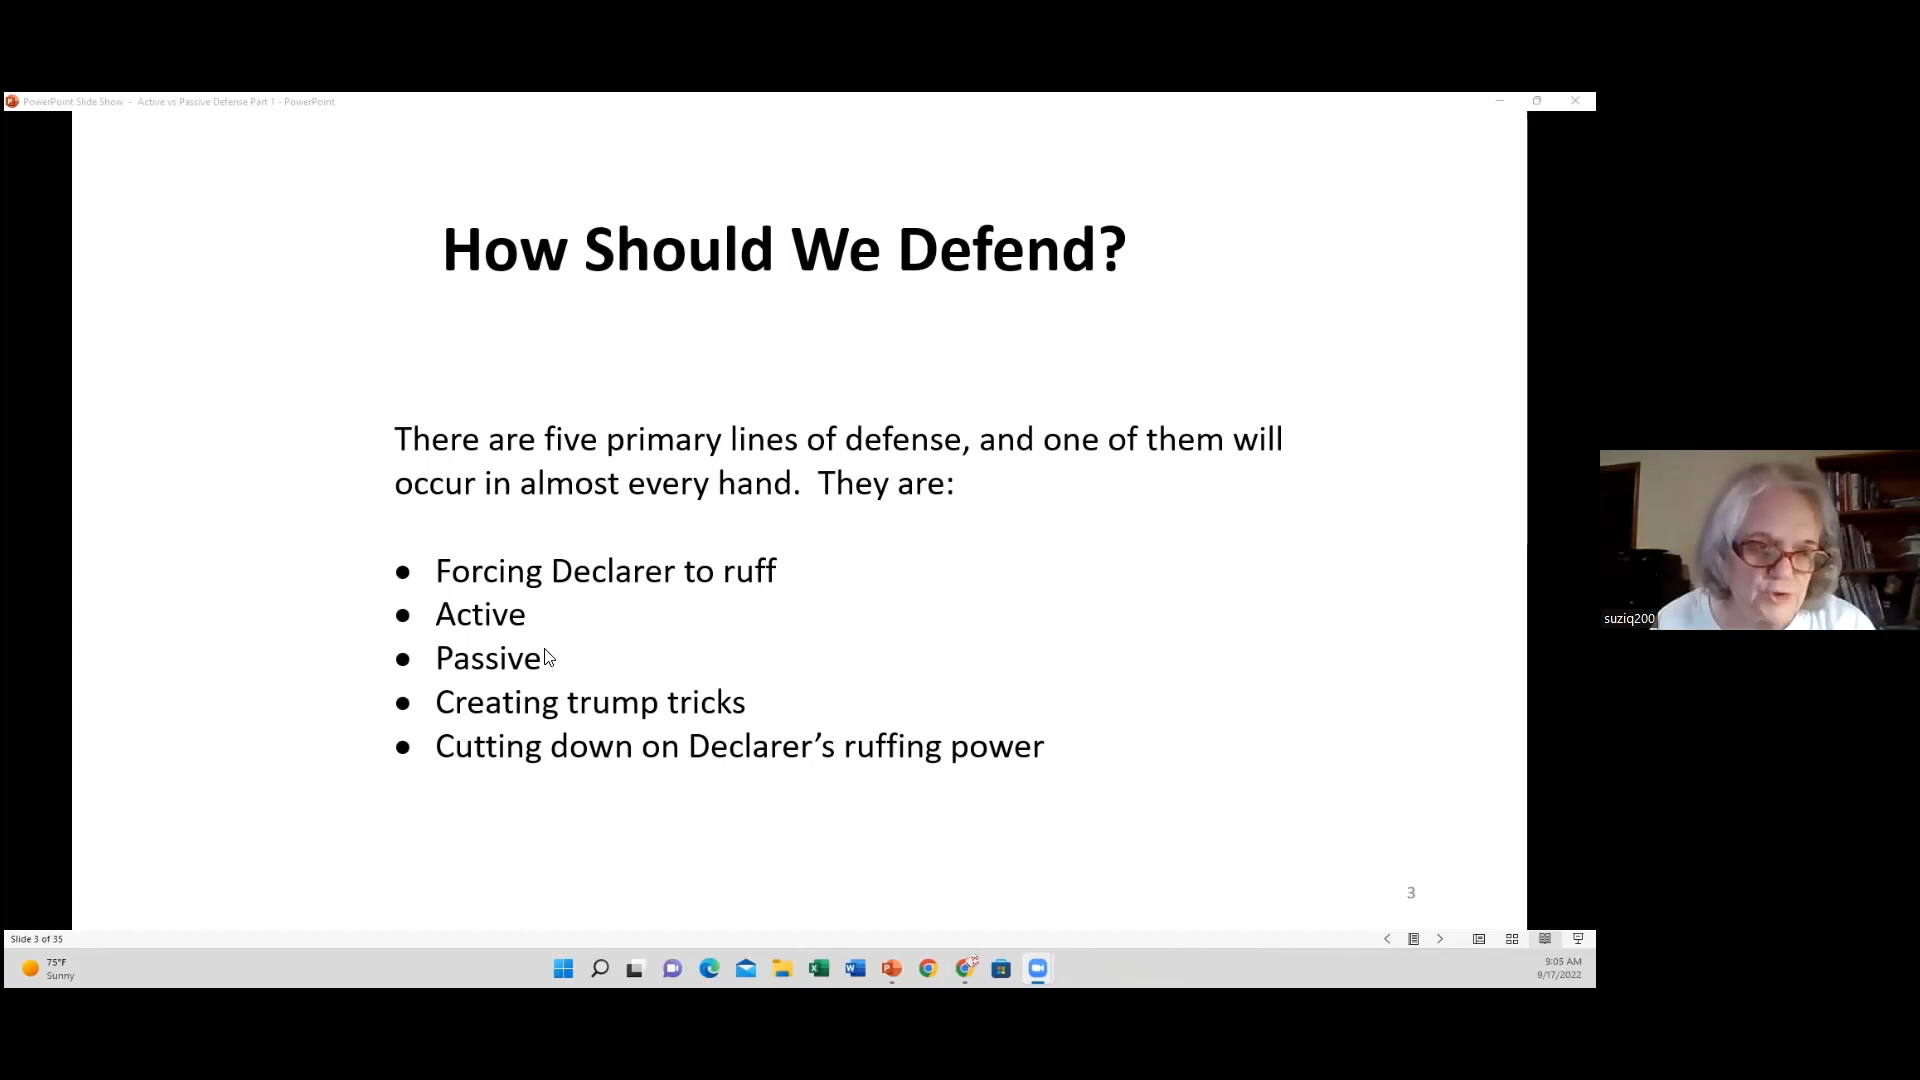 PowerPoint Slide Show - Active vs Passive Defense Part 1 - PowerPoint
How Should We Defend?
There are five primary lines of defense, and one of them will
occur in almost every hand.  They are:
● Forcing Declarer to ruff
● Active
● Passive
● Creating trump tricks
● Cutting down on Declarer’s ruffing power
3
suziq200
Slide 3 of 35
75°F
Sunny
9:05 AM
9/17/2022